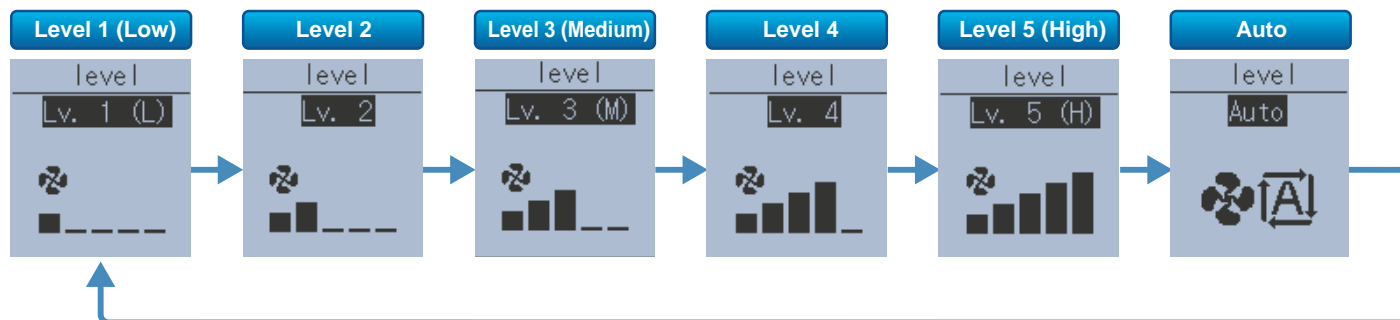 Level 1 (Low)
Level 2
Level 3 (Medium)
Level 4
Level 5 (High)
Auto
level
Lv. 1 (L)
level
Lv. 2
level
Lv. 3 (M)
level
Lv. 4
level
Lv. 5 (H)
level
Auto
A